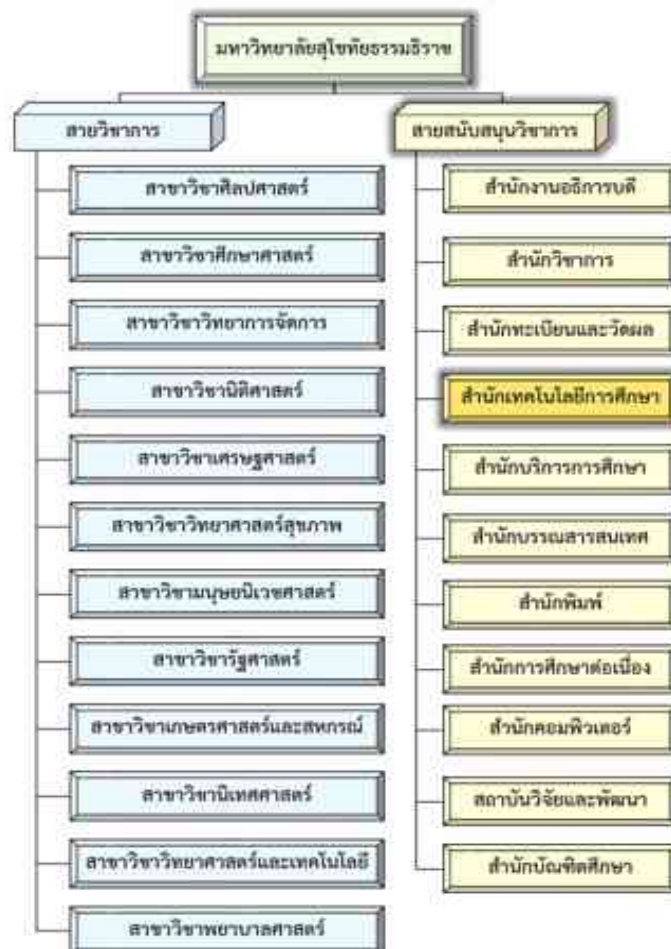 มหาวิทยาลัยสุโขทัยธรรมธิราช
สายวิชาการ
สาขาวิชาศิลปศาสตร์
สาขาวิชาศึกษาศาสตร์
สาขาวิชาวิทยาการจัดการ
สาขาวิชานิติศาสตร์
สาขาวิชาเศรษฐศาสตร์
สาขาวิชาวิทยาศาสตร์สุขภาพ
สาขาวิชามนุษยนิเวชศาสตร์
สาขาวิชารัฐศาสตร์
สาขาวิชาเกษตรศาสตร์และสหกรณ์
สาขาวิชานิเทศศาสตร์
สาขาวิชาวิทยาศาสตร์และเทคโนโลยี
สาขาวิชาพยาบาลศาสตร์
สายสนับสนุนวิชาการ
สำนักงานอธิการบดี
สำนักวิชาการ
สำนักทะเบียนและวัดผล
สำนักเทคโนโลยีการศึกษา
สำนักบริการการศึกษา
สำนักบรรณสารสนเทศ
สำนักพิมพ์
สำนักการศึกษาต่อเนื่อง
สำนักคอมพิวเตอร์
สถาบันวิจัยและพัฒนา
สำนักบัณฑิตศึกษา